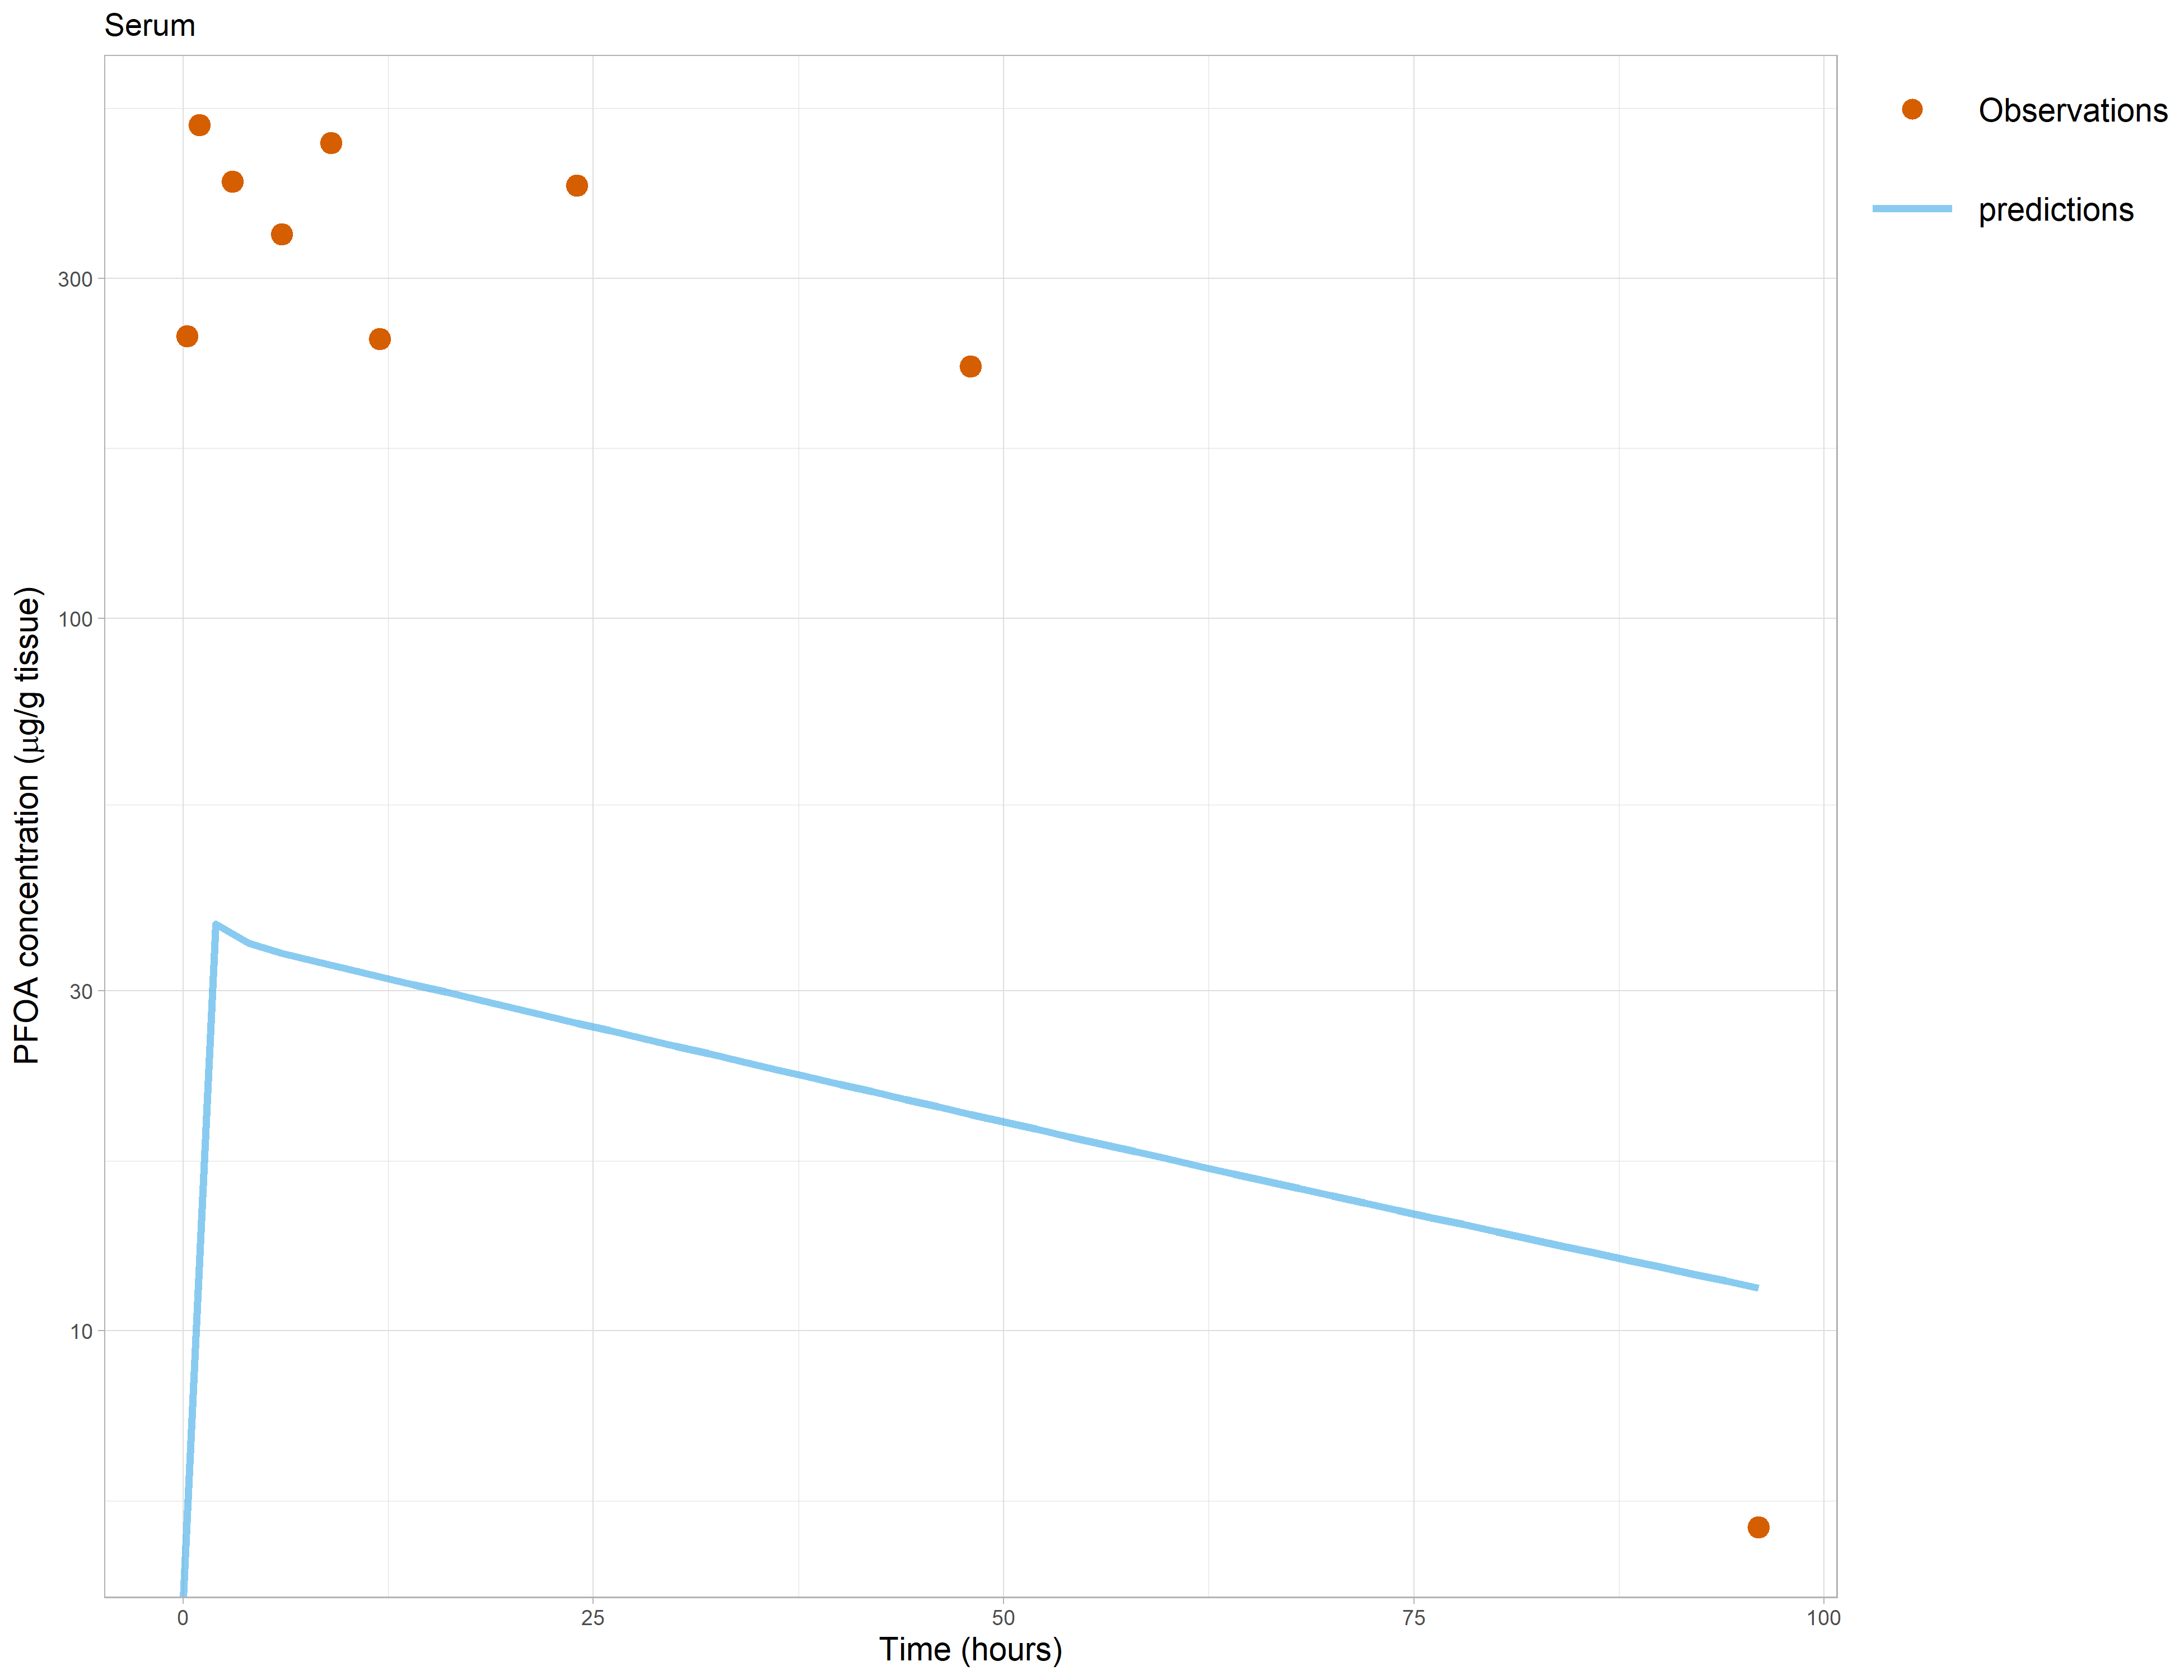 Serum
Observations
predictions
PFOA concentration (μg/g tissue)
300
100
30
10
0 25 50 75 100
Time (hours)